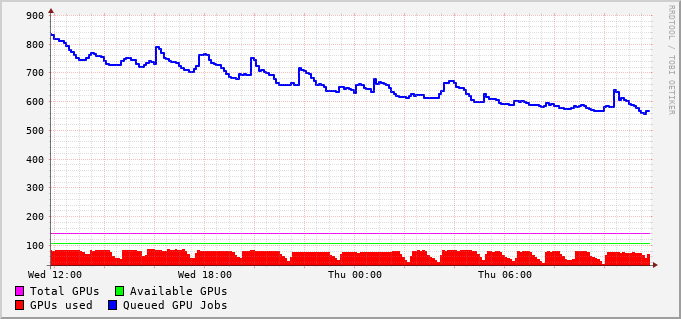 900
800
700
600
500
400
300
200
100
Wed 12:00 Wed 18:00 Thu 00:00 Thu 06:00
Total GPUs Available GPUs
GPUs used Queued GPU Jobs
RRDTOOL / TOBI OETIKER